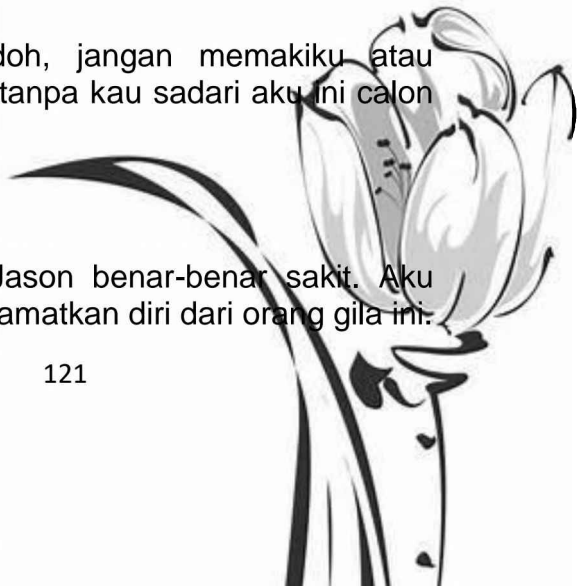 doh, jangan memakiku atau
tanpa kau sadari aku ini calon
Jason benar-benar sakit. Aku
amatkan diri dari orang gila ini.
121